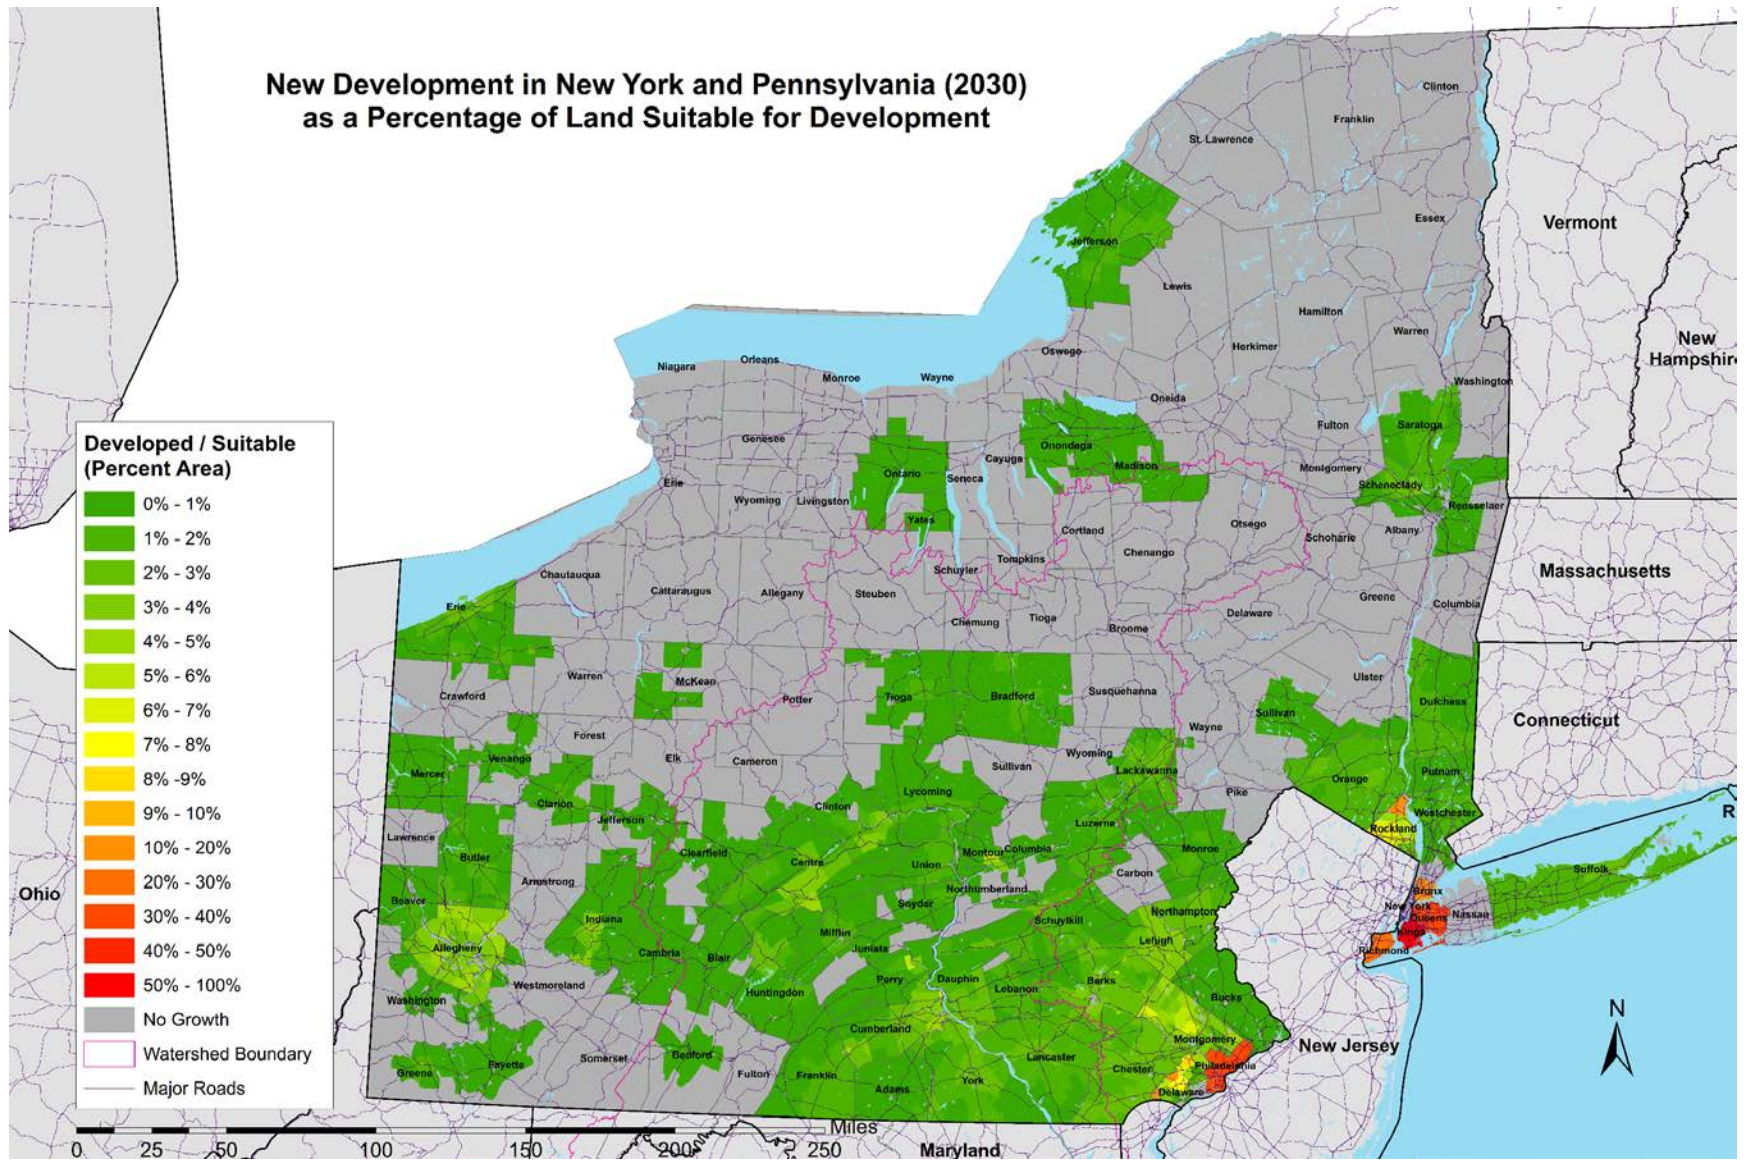 New Development in New York and Pennsylvania (2030)
as a Percentage of Land Suitable for Development
Clinton
Franklin
St. Lawrence
Vermont
Essex
Jefferson
Lewis
Hamilton
Warren
New
Hampshire
Herkimer
Oswego
Orleans
Niagara
Monroe
Wayne
Washington
Oneida
Fulton
Saratoga
Genesee
Onondaga
Cayuga
Madison
Montgomery
Ontario
Seneca
Erie
Schenectady
Wyoming
Livingston
Rensselaer
Yates
Cortland
Otsego
Albany
Schoharie
Chenango
Tompkins
Massachusetts
Schuyler
Chautauqua
Cattaraugus
Allegany
Steuben
Greene
Columbia
Erie
Delaware
Tioga
Chemung
Broome
Ulster
Warren
McKean
Susquehanna
Crawford
Potter
Tioga
Bradford
Dutchess
Sullivan
Connecticut
Wayne
Forest
Venango
Elk
Cameron
Wyoming
Sullivan
Lackawanna
Mercer
Orange
Putnam
Lycoming
Pike
Clarion
Clinton
Westchester
R
Jefferson
Luzerne
Rockland
Lawrence
Clearfield
Montour
Columbia
Monroe
Butler
Centre
Union
Carbon
Suffolk
Armstrong
Northumberland
Bronx
Ohio
Beaver
Snyder
New York
Indiana
Schuylkill
Northampton
Queens
Nassau
Mifflin
Kings
Allegheny
Juniata
Lehigh
Richmond
Cambria
Blair
Perry
Dauphin
Berks
Westmoreland
Huntingdon
Lebanon
Washington
Bucks
Cumberland
Montgomery
New Jersey
Bedford
Lancaster
Somerset
Fayette
Chester
Philadelphia
Greene
Fulton
Franklin
York
Adams
Delaware
Maryland
Developed / Suitable
(Percent Area)
0% - 1%
1% - 2%
2% - 3%
3% - 4%
4% - 5%
5% - 6%
6% - 7%
7% - 8%
8% -9%
9% - 10%
10% - 20%
20% - 30%
30% - 40%
40% - 50%
50% - 100%
No Growth
Watershed Boundary
Major Roads
Miles
0 25 50 100 150 200 250
N